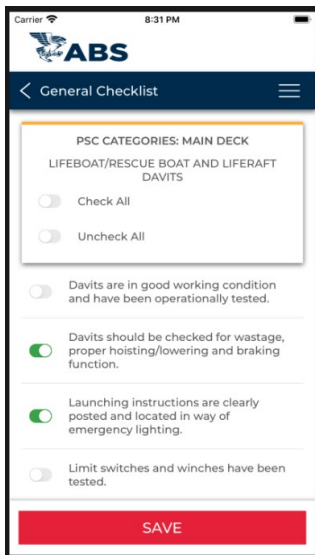 Carrier
8:31 PM
ABS
General Checklist
PSC CATEGORIES: MAIN DECK
LIFEBOAT/RESCUE BOAT AND LIFERAFT
DAVITS
Check All
Uncheck All
Davits are in good working condition
and have been operationally tested.
Davits should be checked for wastage,
proper hoisting/lowering and braking
function.
Launching instructions are clearly
posted and located in way of
emergency lighting.
Limit switches and winches have been
tested.
SAVE